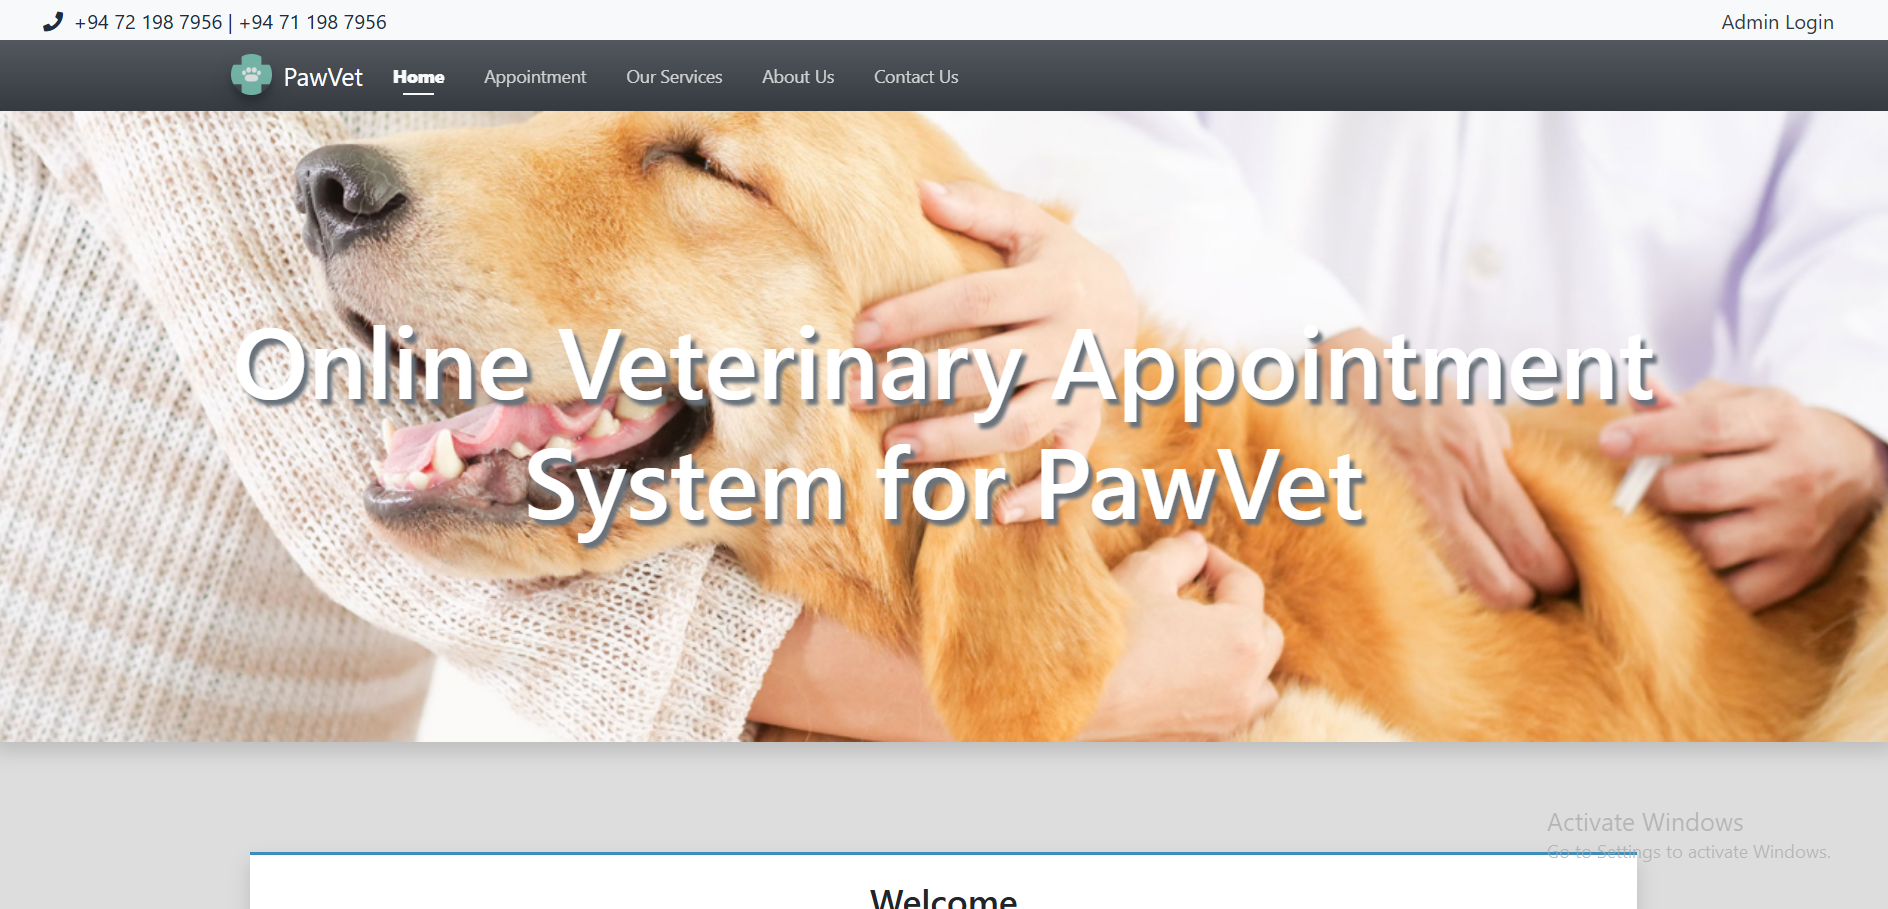 +94 72 198 7956 | +94 71 198 7956
Admin Login
PawVet
Home
Appointment
Our Services
About Us
Contact Us
Online Veterinary Appointment
System for PawVet
Activate Windows
Go to Settings to activate Windows.
Welcome